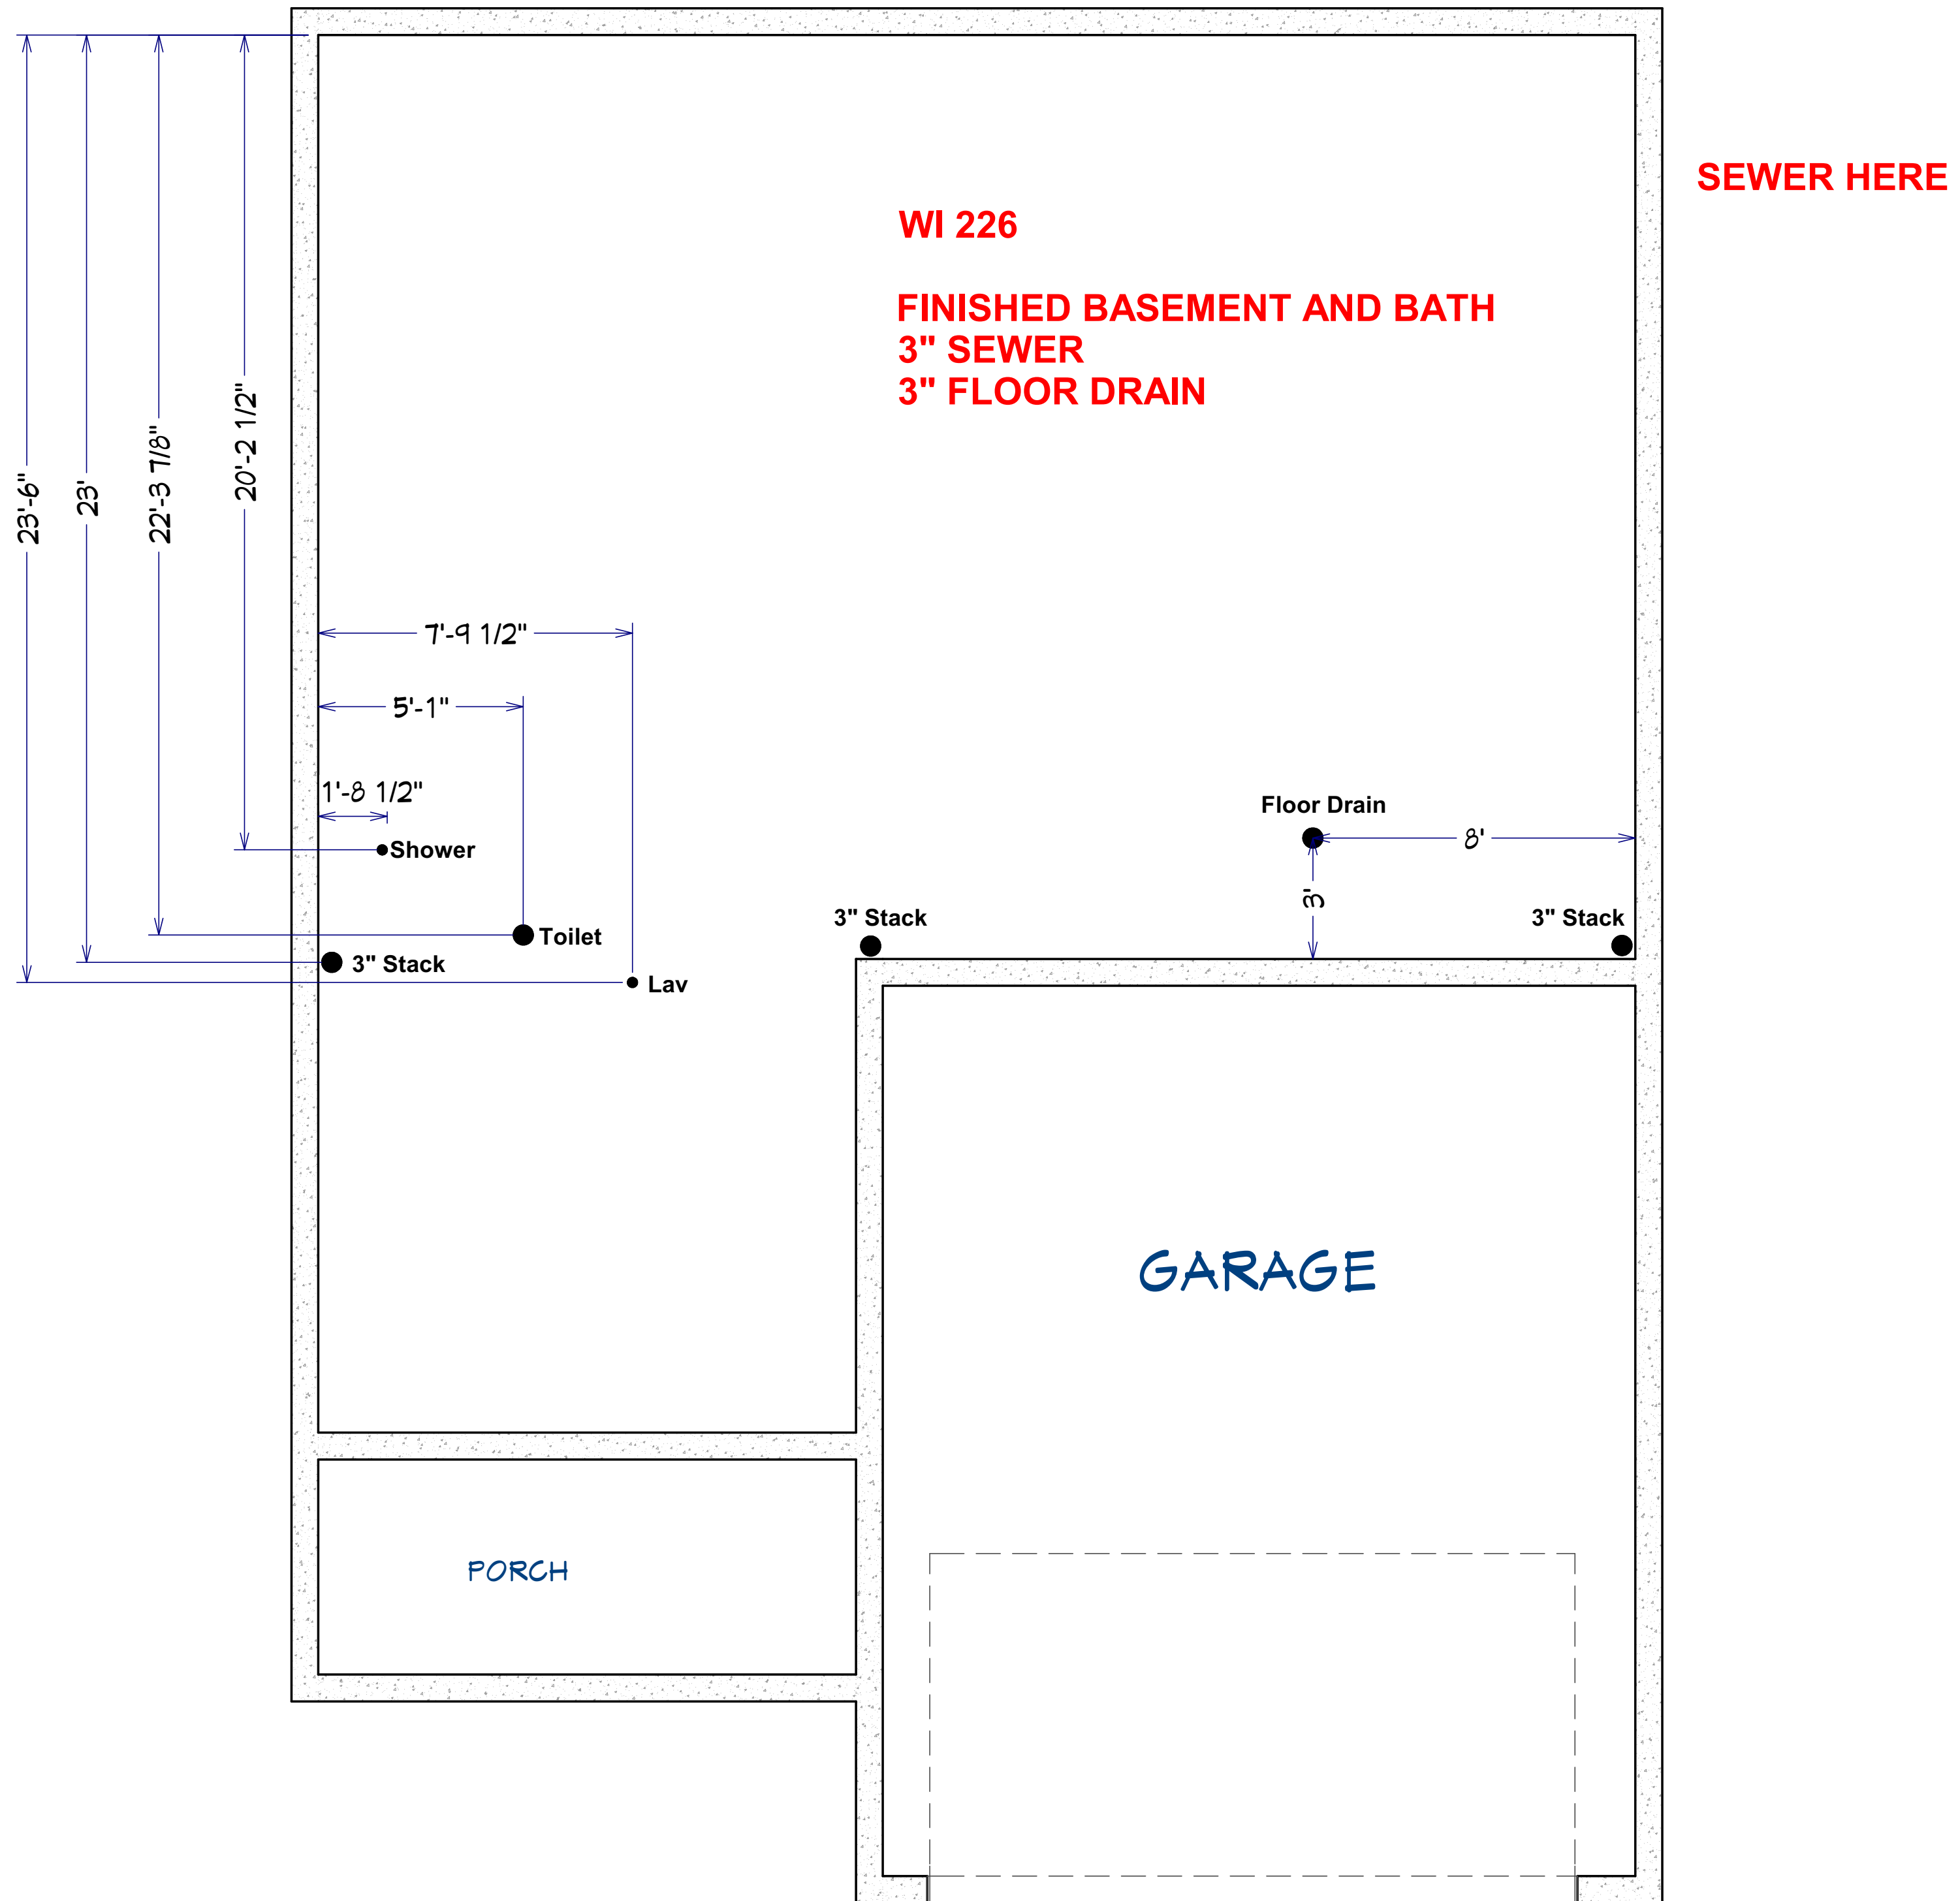 SEWER HERE
WI 226
FINISHED BASEMENT AND BATH
3" SEWER
3" FLOOR DRAIN
23'-6"
23'
22'-3 7/8"
20'-2 1/2"
7'-9 1/2"
5'-1"
1'-8 1/2"
Shower
Floor Drain
8'
3'
3" Stack
3" Stack
Toilet
3" Stack
Lav
GARAGE
PORCH